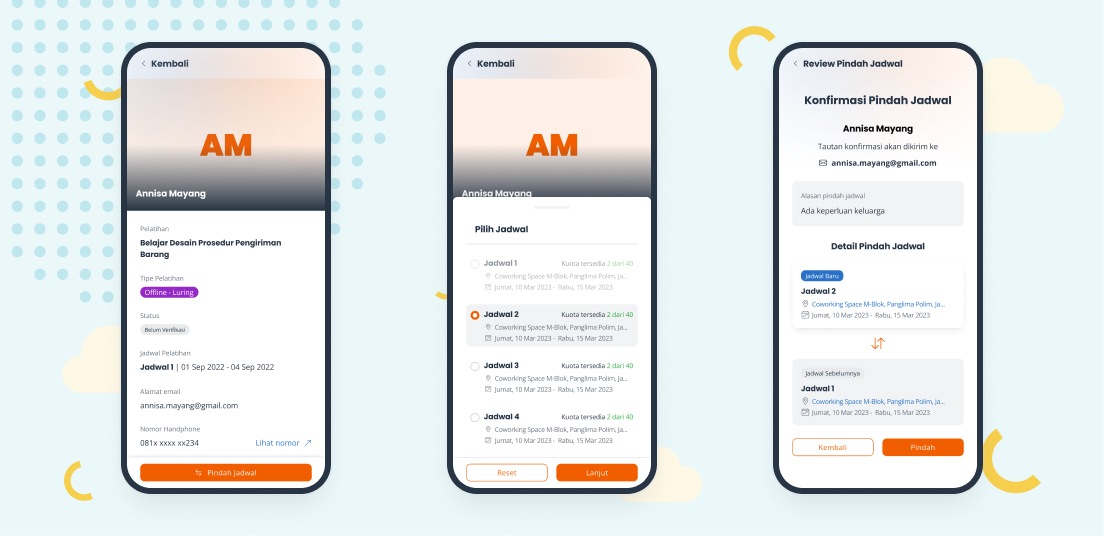 Kembali
AM
Annisa Mayang
Pelatihan
Belajar Desain Prosedur Pengiriman
Barang
Tipe Pelatihan
Offline - Luring
Status
Belum Verifikasi
Jadwal Pelatihan
Jadwal 1 | 01 Sep 2022 - 04 Sep 2022
Alamat email
annisa.mayang@gmail.com
Nomor Handphone
081x xxxx xx234 Lihat nomor
Pindah Jadwal
Kembali
AM
Annisa Mayang
Pilih Jadwal
Jadwal 1 Kuota tersedia 2 dari 40
Coworking Space M-Blok, Panglima Polim, Ja...
Jumat, 10 Mar 2023 - Rabu, 15 Mar 2023
Jadwal 2 Kuota tersedia 2 dari 40
Coworking Space M-Blok, Panglima Polim, Ja...
Jumat, 10 Mar 2023 - Rabu, 15 Mar 2023
Jadwal 3 Kuota tersedia 2 dari 40
Coworking Space M-Blok, Panglima Polim, Ja...
Jumat, 10 Mar 2023 - Rabu, 15 Mar 2023
Jadwal 4 Kuota tersedia 2 dari 40
Coworking Space M-Blok, Panglima Polim, Ja...
Jumat, 10 Mar 2023 - Rabu, 15 Mar 2023
Reset Lanjut
Review Pindah Jadwal
Konfirmasi Pindah Jadwal
Annisa Mayang
Tautan konfirmasi akan dikirim ke
annisa.mayang@gmail.com
Alasan pindah jadwal
Ada keperluan keluarga
Detail Pindah Jadwal
Jadwal Baru
Jadwal 2
Coworking Space M-Blok, Panglima Polim, Ja...
Jumat, 10 Mar 2023 - Rabu, 15 Mar 2023
Jadwal Sebelumnya
Jadwal 1
Coworking Space M-Blok, Panglima Polim, Ja...
Jumat, 10 Mar 2023 - Rabu, 15 Mar 2023
Kembali Pindah